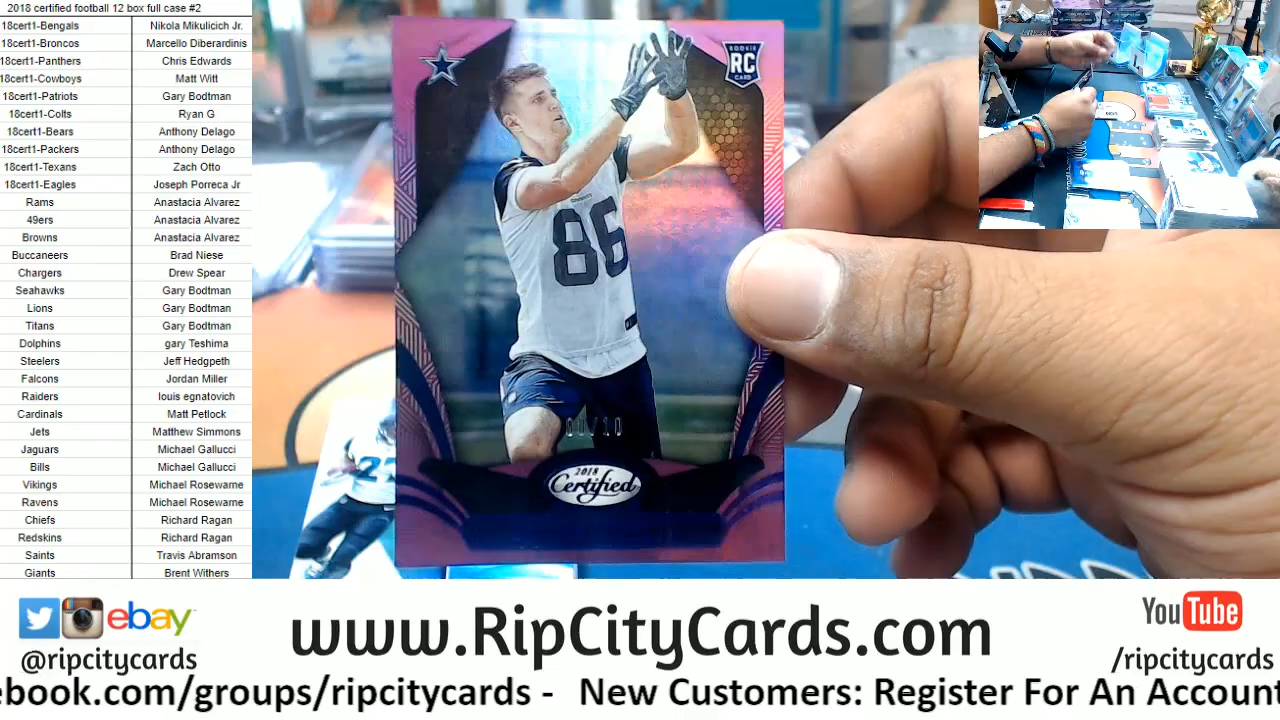 2018 certified football 12 box full case #2
18cert1-Bengals Nikola Mikulicich Jr.
18cert1-Broncos Marcello Diberardinis
18cert1-Panthers Chris Edwards
18cert1-Cowboys Matt Witt
18cert1-Patriots Gary Bodtman
18cert1-Colts Ryan G
18cert1-Bears Anthony Delago
18cert1-Packers Anthony Delago
18cert1-Texans Zach Otto
18cert1-Eagles Joseph Porreca Jr
Rams Anastacia Alvarez
49ers Anastacia Alvarez
Browns Anastacia Alvarez
Buccaneers Brad Niese
Chargers Drew Spear
Seahawks Gary Bodtman
Lions Gary Bodtman
Titans Gary Bodtman
Dolphins gary Teshima
Steelers Jeff Hedgpeth
Falcons Jordan Miller
Raiders louis egnatovich
Cardinals Matt Petlock
Jets Matthew Simmons
Jaguars Michael Gallucci
Bills Michael Gallucci
Vikings Michael Rosewarne
Ravens Michael Rosewarne
Chiefs Richard Ragan
Redskins Richard Ragan
Saints Travis Abramson
Giants Brent Withers
ROOKIE
RC
CARD
COWBOYS
86
2018
Certified
ebay
@ripcitycards
www.RipCityCards.com
YouTube
/ripcitycards
ebook.com/groups/ripcitycards - New Customers: Register For An Account